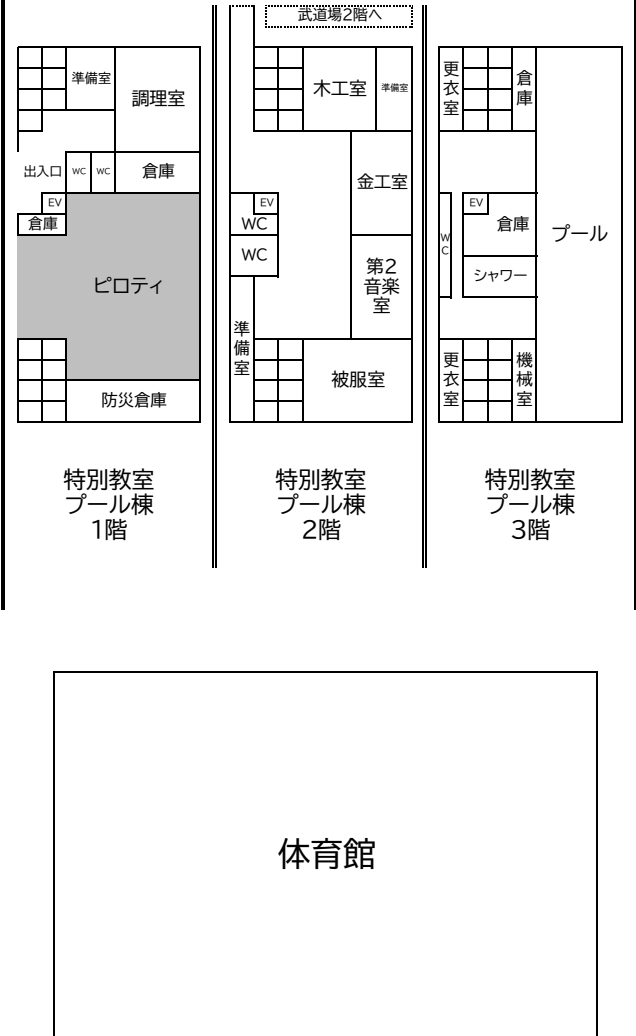 準備室
調理室
出入口
WC
WC
倉庫
EV
倉庫
ピロティ
防災倉庫
特別教室
プール棟
1階
武道場2階へ
木工室
準備室
金工室
EV
WC
WC
第2
音楽
室
準備室
被服室
特別教室
プール棟
2階
更衣室
倉庫
EV
WC
倉庫
プール
シャワー
更衣室
機械室
特別教室
プール棟
3階
体育館